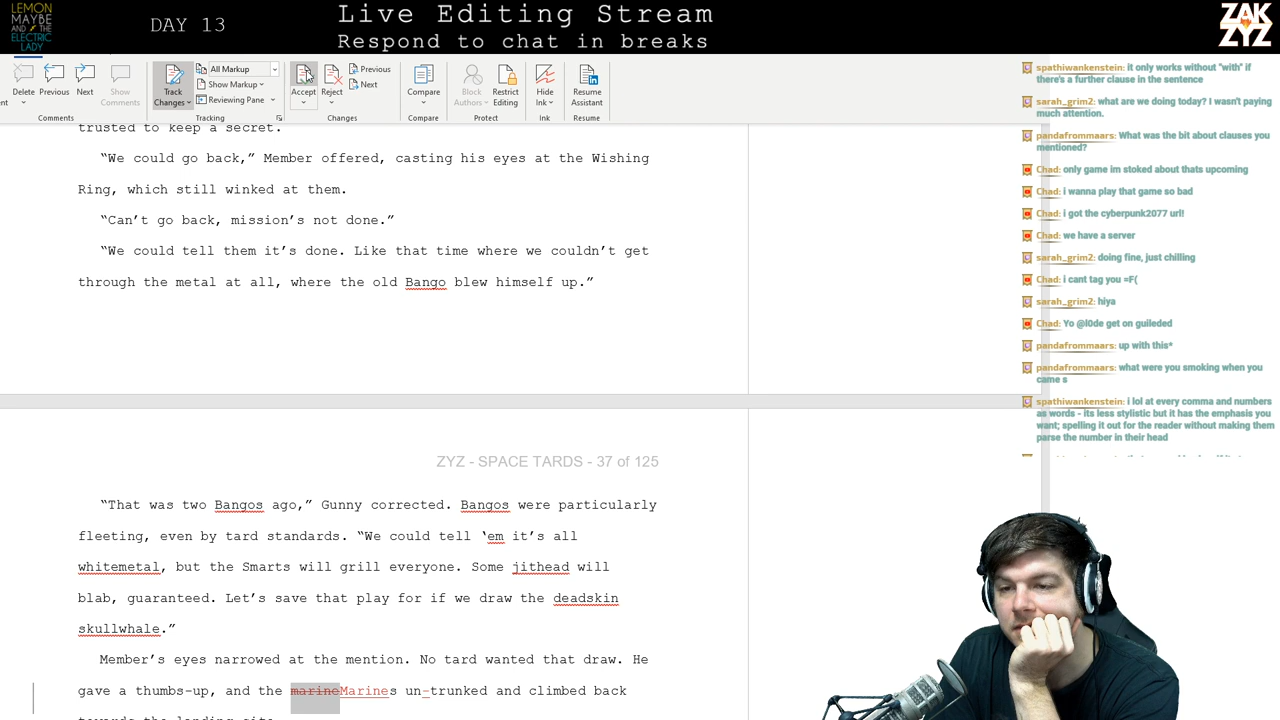 LEMON
MAYBE
AND THE
ELECTRIC
LADY
DAY 13
Live Editing Stream
Respond to chat in breaks
ZAK
ZYZ
Delete
Previous
Next
Show
Comments
Comments
Track
Changes
All Markup
Show Markup
Reviewing Pane
Tracking
Accept
Reject
Previous
Next
Changes
Compare
Compare
Block
Authors
Restrict
Editing
Protect
Hide
Ink
Ink
Resume
Assistant
Resume
trusted to keep a secret.
“We could go back,” Member offered, casting his eyes at the Wishing
Ring, which still winked at them.
“Can’t go back, mission’s not done.”
“We could tell them it’s done. Like that time where we couldn’t get
through the metal at all, where the old Bango blew himself up.”
ZYZ - SPACE TARDS - 37 of 125
“That was two Bangos ago,” Gunny corrected. Bangos were particularly
fleeting, even by tard standards. “We could tell ‘em it’s all
whitemetal, but the Smarts will grill everyone. Some jithead will
blab, guaranteed. Let’s save that play for if we draw the deadskin
skullwhale.”
Member’s eyes narrowed at the mention. No tard wanted that draw. He
gave a thumbs-up, and the marineMarines un-trunked and climbed back
towards the landing site.
spathiwankenstein: it only works without "with" if
there's a further clause in the sentence
sarah_grim2: what are we doing today? I wasn't paying
much attention.
pandafrommaars: What was the bit about clauses you
mentioned?
Chad: only game im stoked about thats upcoming
Chad: i wanna play that game so bad
Chad: i got the cyberpunk2077 url!
Chad: we have a server
sarah_grim2: doing fine, just chilling
Chad: i cant tag you =F(
sarah_grim2: hiya
Chad: Yo @l0de get on guileded
pandafrommaars: up with this*
pandafrommaars: what were you smoking when you
came s
spathiwankenstein: i lol at every comma and numbers
as words - its less stylistic but it has the emphasis you
want; spelling it out for the reader without making them
parse the number in their head